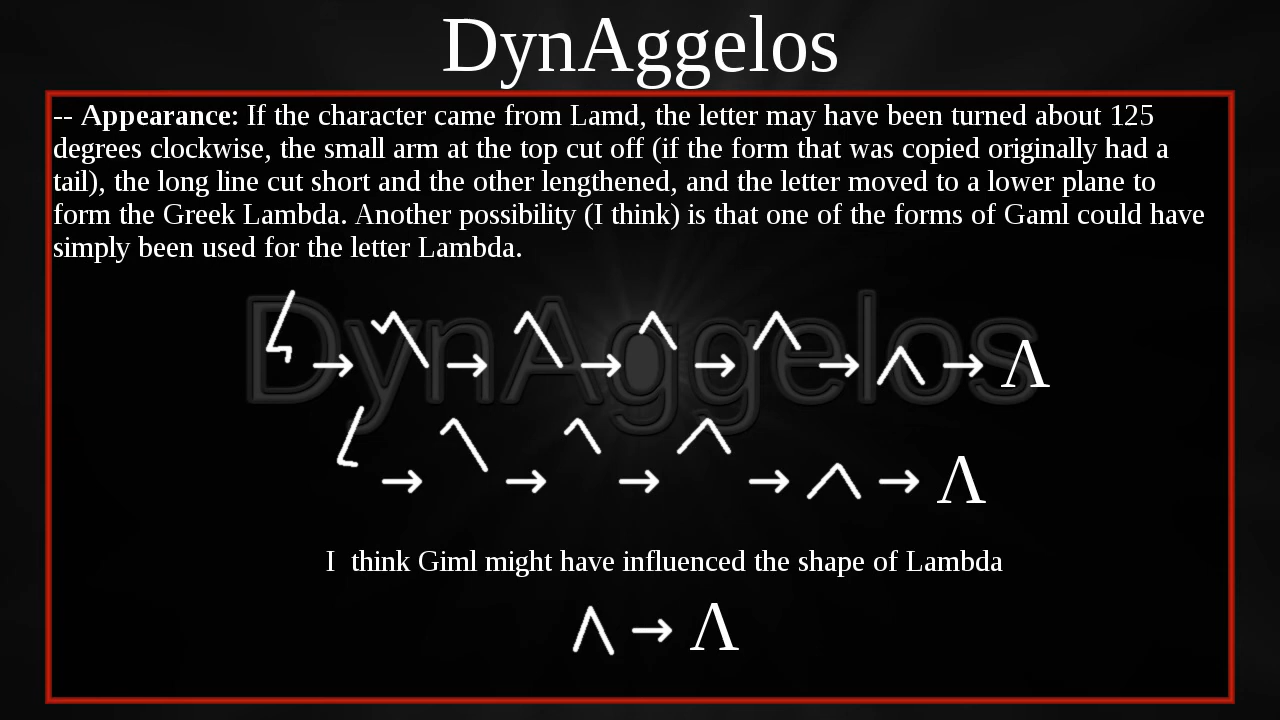 DynAggelos
-- Appearance: If the character came from Lamd, the letter may have been turned about 125
degrees clockwise, the small arm at the top cut off (if the form that was copied originally had a
tail), the long line cut short and the other lengthened, and the letter moved to a lower plane to
form the Greek Lambda. Another possibility (I think) is that one of the forms of Gaml could have
simply been used for the letter Lambda.
DynAggelos
→ → → → → → Λ
→ → → → → Λ
I  think Giml might have influenced the shape of Lambda
→ Λ